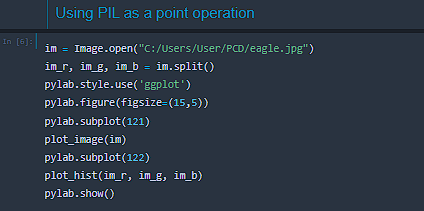 Using PIL as a point operation
In [6]:
im = Image.open("C:/Users/User/PCD/eagle.jpg")
im_r, im_g, im_b = im.split()
pylab.style.use('ggplot')
pylab.figure(figsize=(15,5))
pylab.subplot(121)
plot_image(im)
pylab.subplot(122)
plot_hist(im_r, im_g, im_b)
pylab.show()